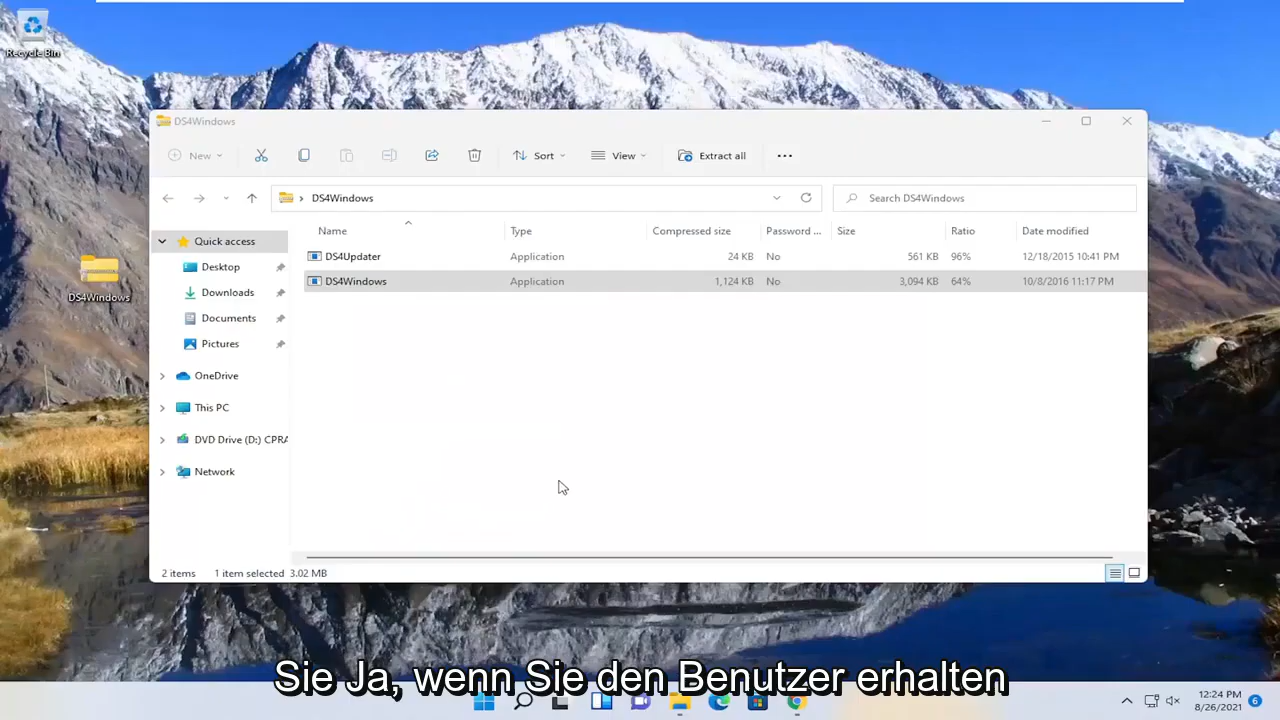 Recycle Bin
DS4Windows
DS4Windows
New
Sort
View
Extract all
DS4Windows
Search DS4Windows
Name
Type
Compressed size
Password ...
Size
Ratio
Date modified
DS4Updater
Application
24 KB
No
561 KB
96%
12/18/2015 10:41 PM
DS4Windows
Application
1,124 KB
No
3,094 KB
64%
10/8/2016 11:17 PM
Quick access
Desktop
Downloads
Documents
Pictures
OneDrive
This PC
DVD Drive (D:) CPRA
Network
2 items
1 item selected 3.02 MB
Sie Ja, wenn Sie den Benutzer erhalten
12:24 PM
8/26/2021
6